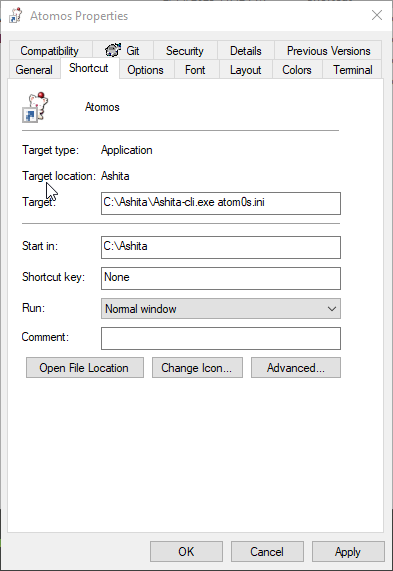 Atomos Properties
Compatibility Git Security Details Previous Versions
General Shortcut Options Font Layout Colors Terminal
Atomos
Target type: Application
Target location: Ashita
Target: C:\Ashita\Ashita-cli.exe atom0s.ini
Start in: C:\Ashita
Shortcut key: None
Run: Normal window
Comment:
Open File Location Change Icon... Advanced...
OK Cancel Apply